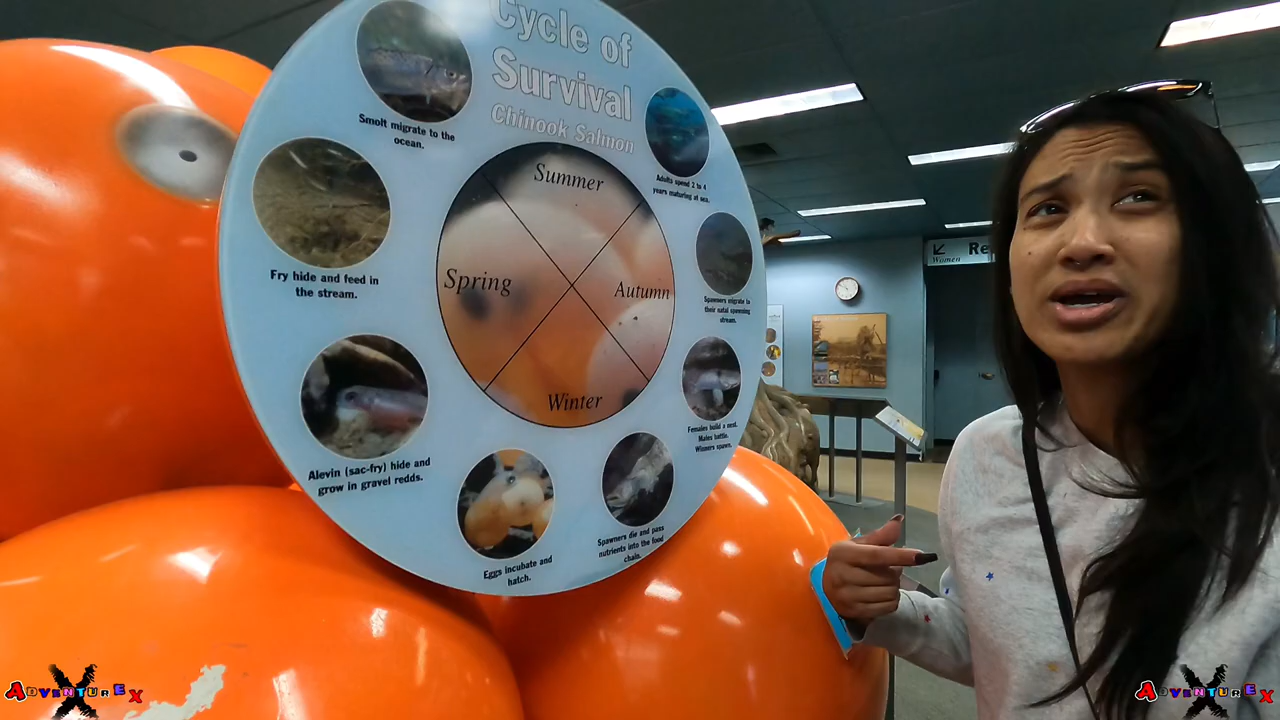 Cycle of
Survival
Chinook Salmon
Smolt migrate to the
ocean.
Adults spend 2 to 4
years maturing at sea.
Fry hide and feed in
the stream.
Spawners migrate to
their natal spawning
stream.
Summer
Spring
Autumn
Winter
Alevin (sac-fry) hide and
grow in gravel redds.
Females build a nest.
Males battle.
Winners spawn.
Eggs incubate and
hatch.
Spawners die and pass
nutrients into the food
chain.
Re
Women
ADVENTURE X
ADVENTURE X